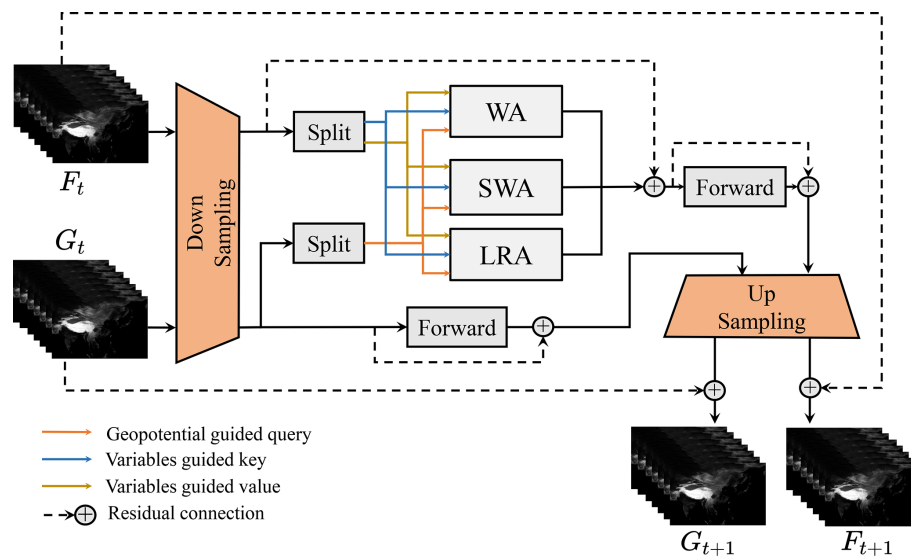 F_t
G_t
Down
Sampling
Split
Split
WA
SWA
LRA
Forward
Forward
Up
Sampling
Geopotential guided query
Variables guided key
Variables guided value
Residual connection
G_{t+1}
F_{t+1}